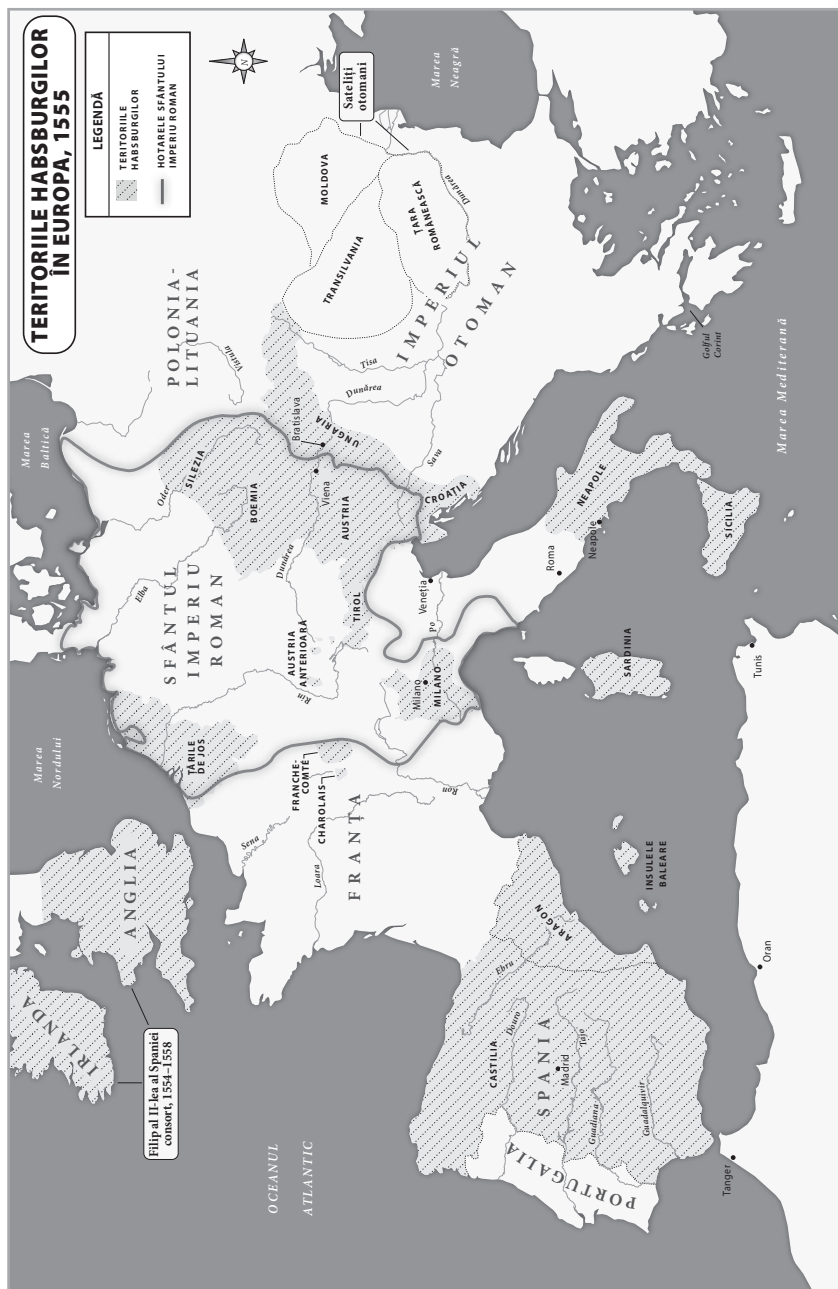 TERITORIILE HABSBURGILOR
ÎN EUROPA, 1555
LEGENDĂ
TERITORIILE
HABSBURGILOR
HOTARELE SFÂNTULUI
IMPERIU ROMAN
N
Marea
Neagră
Sateliți
otomani
MOLDOVA
TRANSILVANIA
ȚARA
ROMÂNEASCĂ
Dunărea
IMPERIUL
OTOMAN
POLONIA-
LITUANIA
Vistula
Tisa
Dunărea
Sava
Marea
Baltică
Oder
SILEZIA
BOEMIA
Bratislava
UNGARIA
Viena
AUSTRIA
CROAȚIA
Elba
SFÂNTUL
IMPERIU
ROMAN
Dunărea
AUSTRIA
ANTERIOARĂ
TIROL
Rin
Veneția
Po
Milano
MILANO
Roma
Neapole
NEAPOLE
SICILIA
SARDINIA
Tunis
Golful
Corint
Marea Mediterană
Marea
Nordului
ȚĂRILE
DE JOS
FRANCHE-
COMTÉ
CHAROLAIS
Sena
Loara
FRANȚA
Ron
ANGLIA
IRLANDA
Filip al II-lea al Spaniei
consort, 1554–1558
OCEANUL
ATLANTIC
INSULELE
BALEARE
ARAGON
Ebru
CASTILIA
Douro
SPANIA
Madrid
Tajo
Guadiana
Guadalquivir
PORTUGALIA
Oran
Tanger